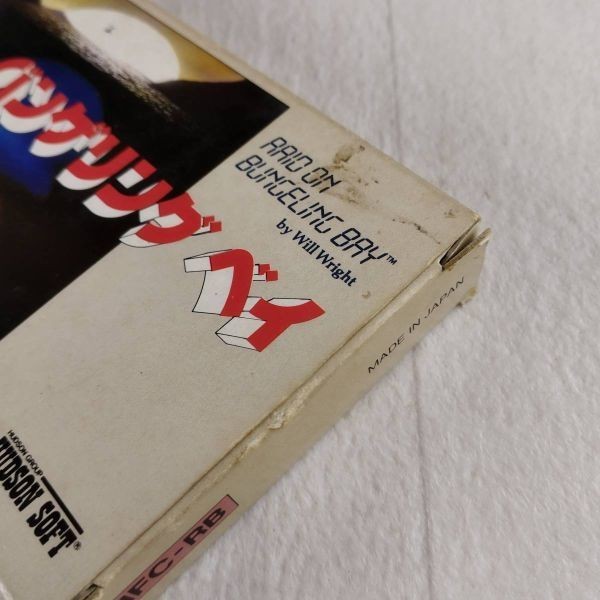 バンゲリング ベイ
RAID ON
BUNGELING BAY™
by Will Wright
MADE IN JAPAN
HUDSON GROUP
HUDSON SOFT
HFC-RB